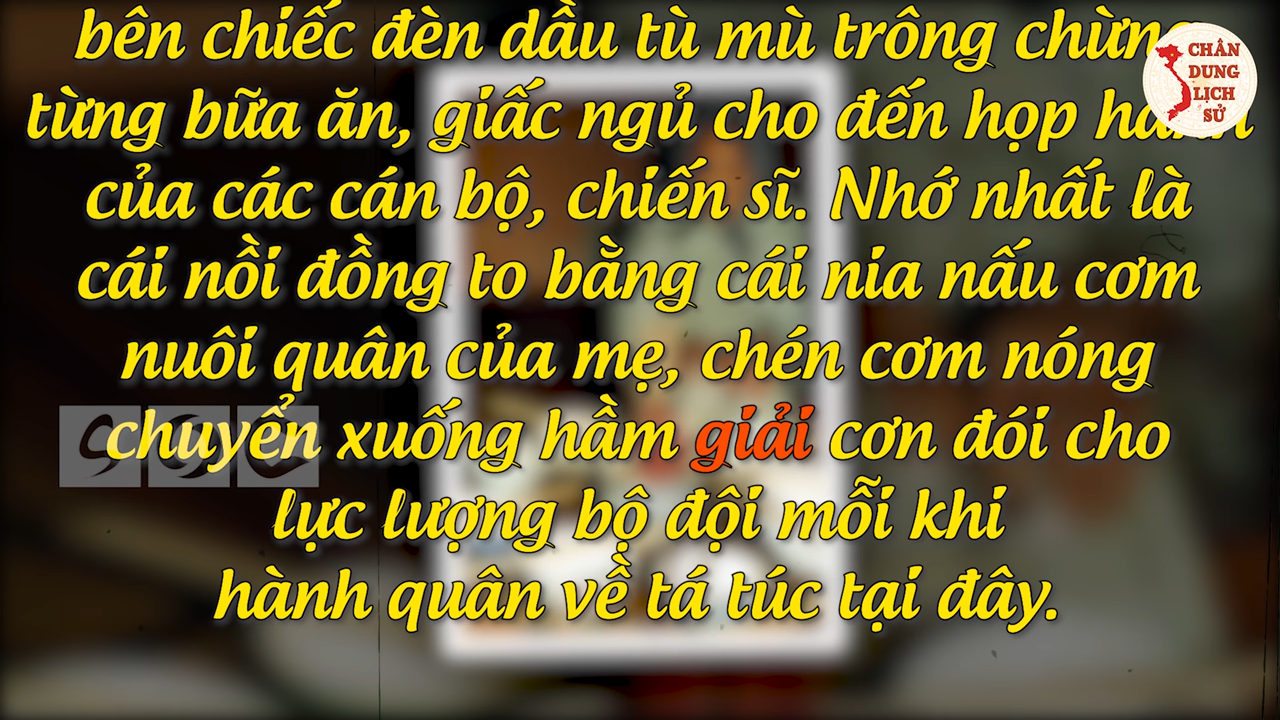 bên chiếc đèn dầu tù mù trông chừng
từng bữa ăn, giấc ngủ cho đến họp hành
của các cán bộ, chiến sĩ. Nhớ nhất là
cái nồi đồng to bằng cái nia nấu cơm
nuôi quân của mẹ, chén cơm nóng
chuyển xuống hầm giải cơn đói cho
lực lượng bộ đội mỗi khi
hành quân về tá túc tại đây.
CHÂN
DUNG
LỊCH
SỬ